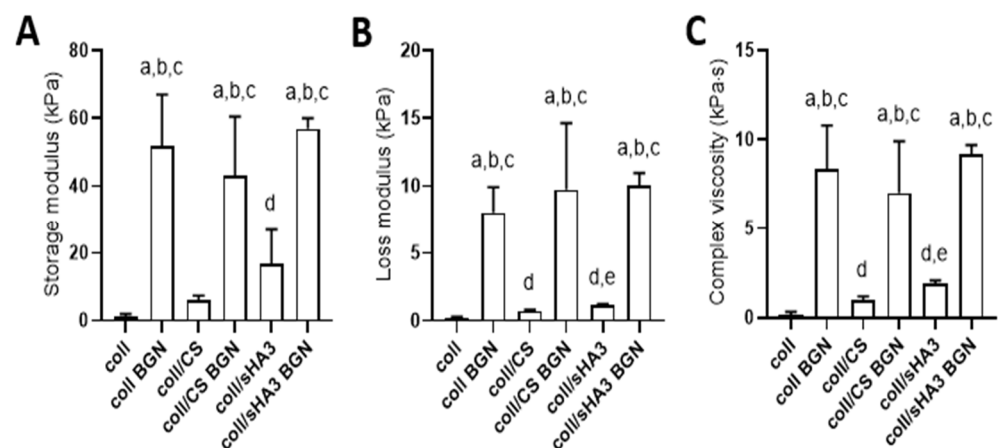 A
Storage modulus (kPa)
80
60
40
20
0
a,b,c
a,b,c
d
a,b,c
coll
coll BGN
coll/CS
coll/CS BGN
coll/sHA3
coll/sHA3 BGN
B
Loss modulus (kPa)
20
15
10
5
0
a,b,c
d
a,b,c
d,e
a,b,c
coll
coll BGN
coll/CS
coll/CS BGN
coll/sHA3
coll/sHA3 BGN
C
Complex viscosity (kPa·s)
15
10
5
0
a,b,c
d
a,b,c
d,e
a,b,c
coll
coll BGN
coll/CS
coll/CS BGN
coll/sHA3
coll/sHA3 BGN